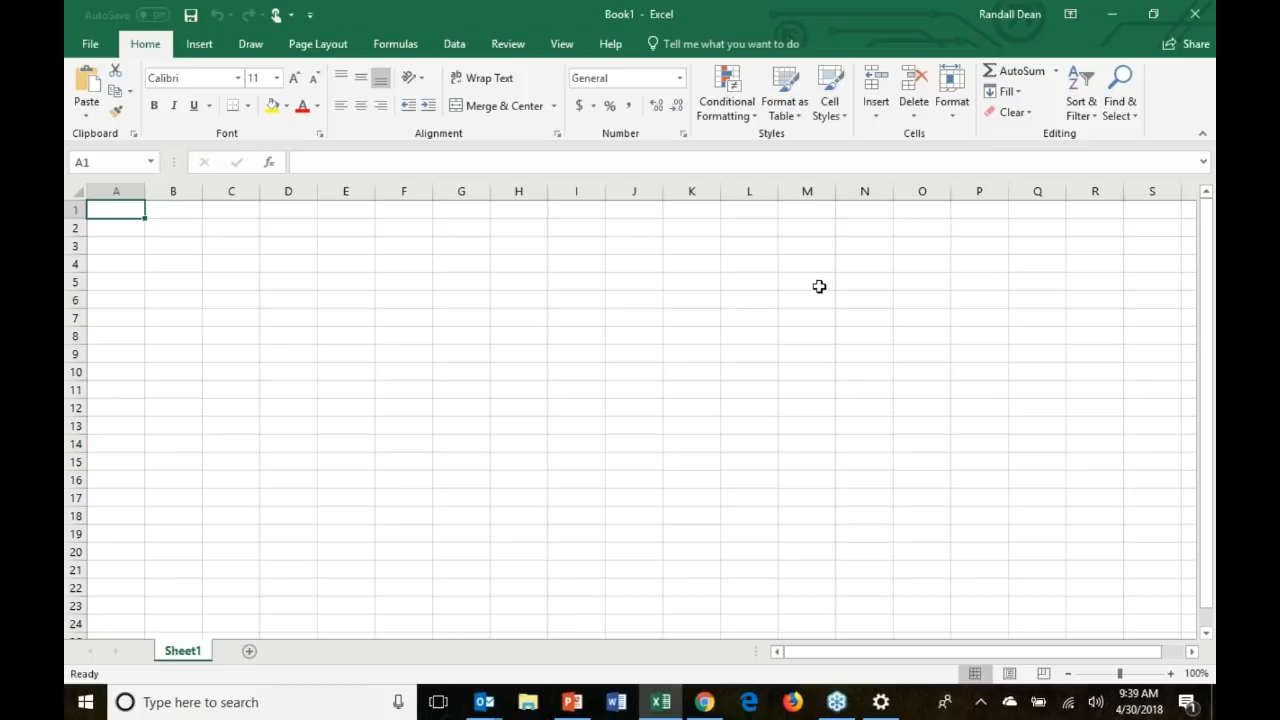 AutoSave Off
Book1 - Excel
Randall Dean
File Home Insert Draw Page Layout Formulas Data Review View Help Tell me what you want to do Share
Paste
Calibri 11
B I U
Wrap Text
Merge & Center
General
$ % ,
Conditional Formatting
Format as Table
Cell Styles
Insert Delete Format
AutoSum
Fill
Clear
Sort & Filter
Find & Select
Clipboard Font Alignment Number Styles Cells Editing
A1 fx
A B C D E F G H I J K L M N O P Q R S
1
2
3
4
5
6
7
8
9
10
11
12
13
14
15
16
17
18
19
20
21
22
23
24
Sheet1
Ready
100%
Type here to search
9:39 AM
4/30/2018
1